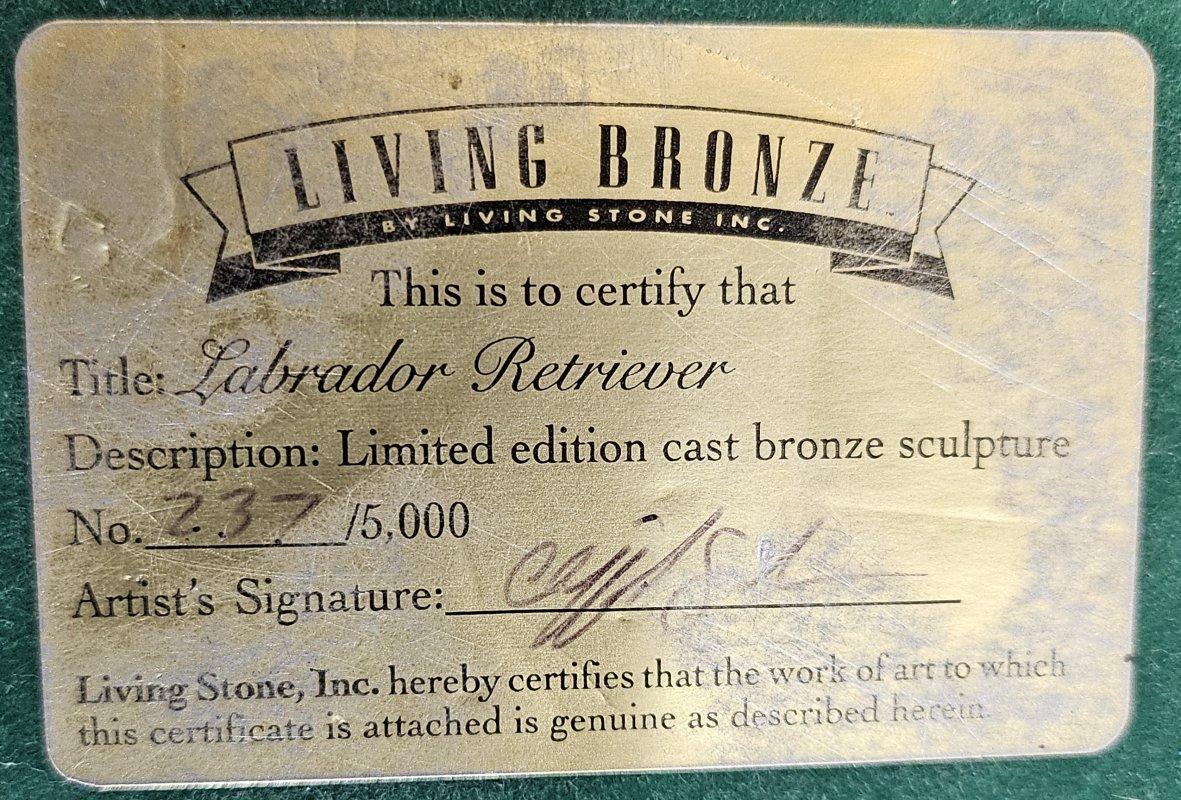 LIVING BRONZE
BY LIVING STONE INC.
This is to certify that
Title: Labrador Retriever
Description: Limited edition cast bronze sculpture
No. 237 /5,000
Artist's Signature:
Living Stone, Inc. hereby certifies that the work of art to which
this certificate is attached is genuine as described herein.